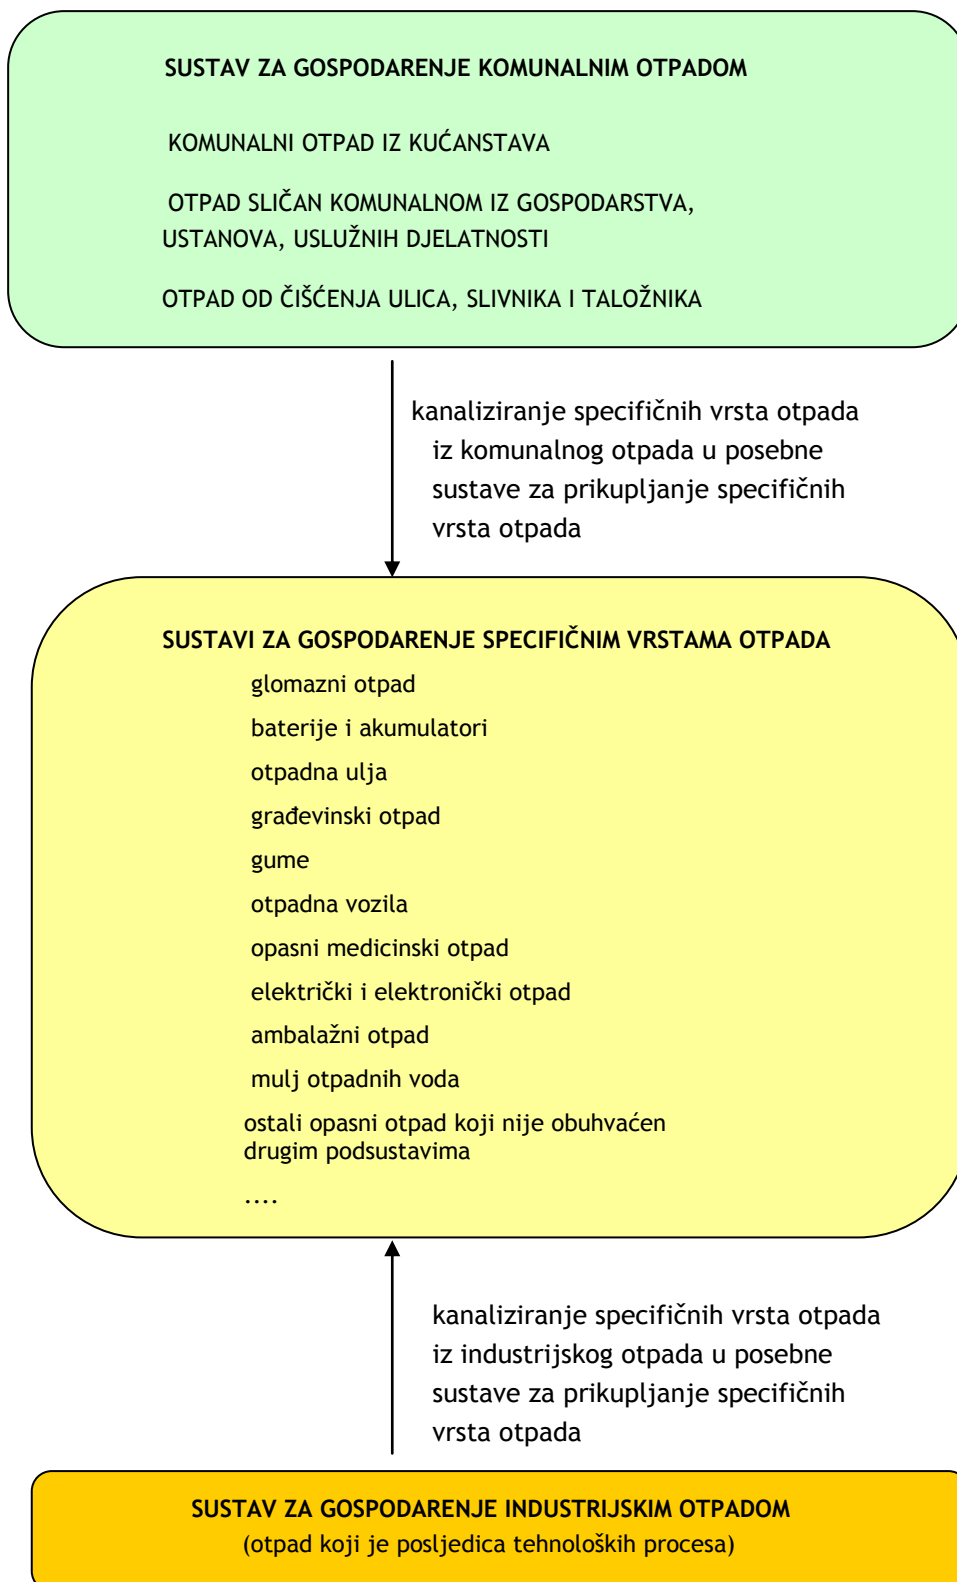 SUSTAV ZA GOSPODARENJE KOMUNALNIM OTPADOM
KOMUNALNI OTPAD IZ KUĆANSTAVA
OTPAD SLIČAN KOMUNALNOM IZ GOSPODARSTVA,
USTANOVA, USLUŽNIH DJELATNOSTI
OTPAD OD ČIŠĆENJA ULICA, SLIVNIKA I TALOŽNIKA
kanaliziranje specifičnih vrsta otpada
iz komunalnog otpada u posebne
sustave za prikupljanje specifičnih
vrsta otpada
SUSTAVI ZA GOSPODARENJE SPECIFIČNIM VRSTAMA OTPADA
glomazni otpad
baterije i akumulatori
otpadna ulja
građevinski otpad
gume
otpadna vozila
opasni medicinski otpad
električki i elektronički otpad
ambalažni otpad
mulj otpadnih voda
ostali opasni otpad koji nije obuhvaćen
drugim podsustavima
....
kanaliziranje specifičnih vrsta otpada
iz industrijskog otpada u posebne
sustave za prikupljanje specifičnih
vrsta otpada
SUSTAV ZA GOSPODARENJE INDUSTRIJSKIM OTPADOM
(otpad koji je posljedica tehnoloških procesa)